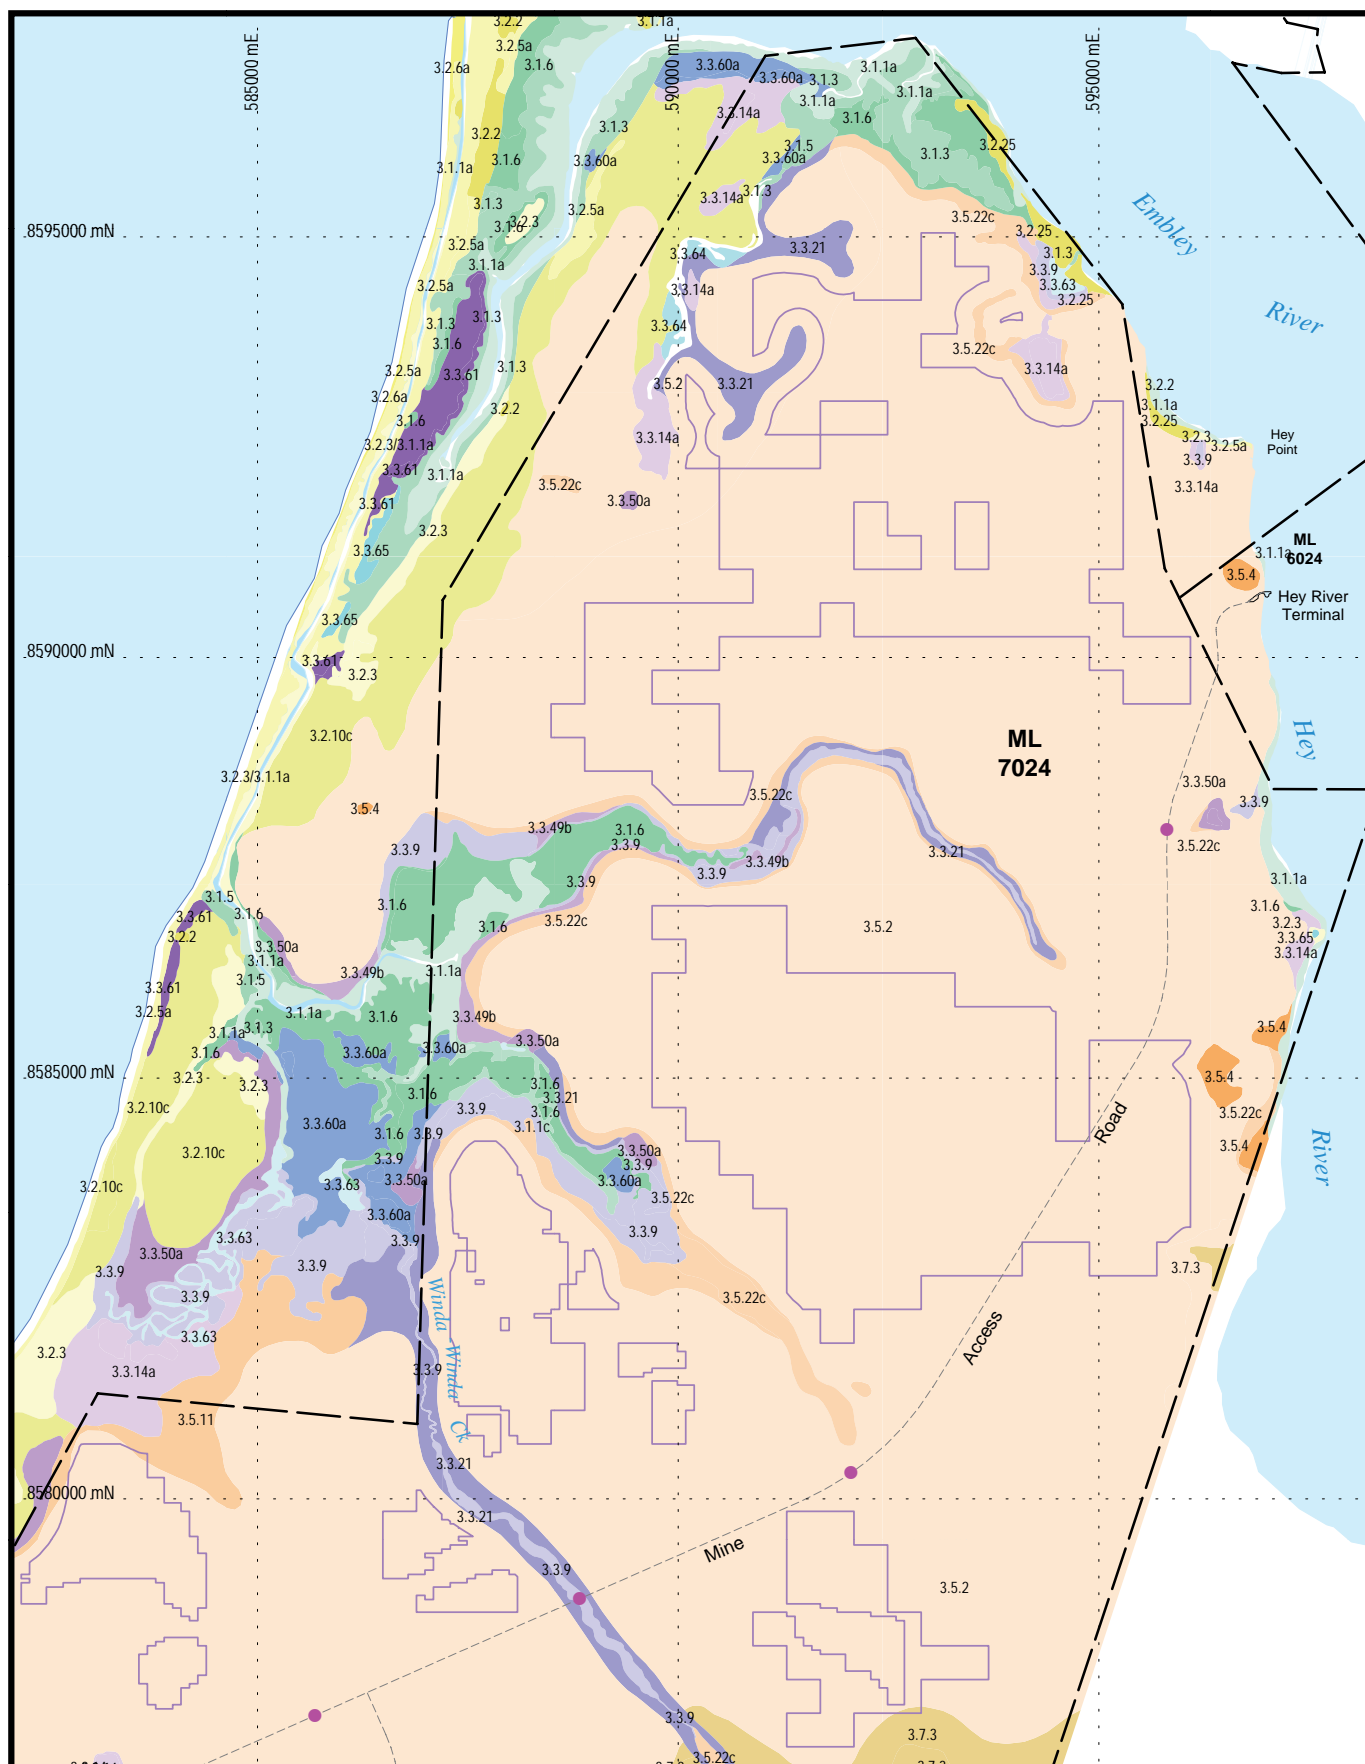 3.2.2
3.1.1a
3.2.5a
3.1.6
3.2.6a
585000 mE
590000 mE
595000 mE
3.3.60a
3.3.60a
3.1.3
3.1.1a
3.1.1a
3.1.1a
3.3.14a
3.1.6
3.1.3
3.2.2
3.1.6
3.1.1a
3.3.60a
3.1.5
3.3.60a
3.1.3
3.2.25
3.1.3
3.3.14a
3.1.3
3.2.5a
3.2.3
3.1.6
3.5.22c
3.2.25
Embley
8595000 mN
3.2.5a
3.3.21
3.3.64
3.1.3
3.1.1a
3.3.9
3.3.63
3.2.25
3.2.5a
3.3.14a
River
3.1.3
3.1.3
3.3.64
3.1.6
3.5.22c
3.3.14a
3.2.5a
3.3.61
3.1.3
3.5.2
3.3.21
3.2.2
3.2.6a
3.2.2
3.1.1a
3.2.25
3.1.6
3.2.3/3.1.1a
3.3.14a
3.2.3
3.2.5a
Hey
Point
3.3.9
3.3.61
3.1.1a
3.5.22c
3.3.14a
3.3.61
3.3.50a
3.2.3
3.3.65
ML
6024
3.1.1a
3.5.4
Hey River
Terminal
3.3.65
8590000 mN
3.3.61
3.2.3
3.2.10c
ML
7024
Hey
3.2.3/3.1.1a
3.5.22c
3.3.50a
3.3.9
3.5.4
3.3.49b
3.1.6
3.3.9
3.3.9
3.5.22c
3.3.21
3.3.49b
3.3.9
3.3.9
3.1.1a
3.1.5
3.1.6
3.3.61
3.1.6
3.1.6
3.5.22c
3.5.2
3.1.6
3.2.3
3.3.65
3.3.14a
3.2.2
3.3.50a
3.1.1a
3.3.49b
3.1.1a
3.1.5
3.3.61
3.2.5a
3.1.1a
3.1.6
3.3.49b
3.1.3
3.1.1a
3.5.4
3.1.6
3.3.60a
3.3.60a
3.3.50a
8585000 mN
3.2.3
3.2.3
3.1.6
3.1.6
3.3.21
3.1.6
3.1.1c
3.5.4
3.2.10c
3.3.9
3.3.60a
3.1.6
3.3.9
3.5.22c
3.5.4
Road
River
3.2.10c
3.3.9
3.3.50a
3.3.9
3.3.60a
3.2.10c
3.3.63
3.3.50a
3.5.22c
3.3.60a
3.3.63
3.3.9
3.3.9
3.3.50a
3.3.9
3.3.9
3.7.3
3.3.9
3.5.22c
Winda
Winda
Ck
3.3.63
3.2.3
3.3.14a
3.3.9
Access
3.5.11
3.3.21
8580000 mN
3.3.21
Mine
3.3.9
3.5.2
3.3.9
3.7.3
3.5.22c